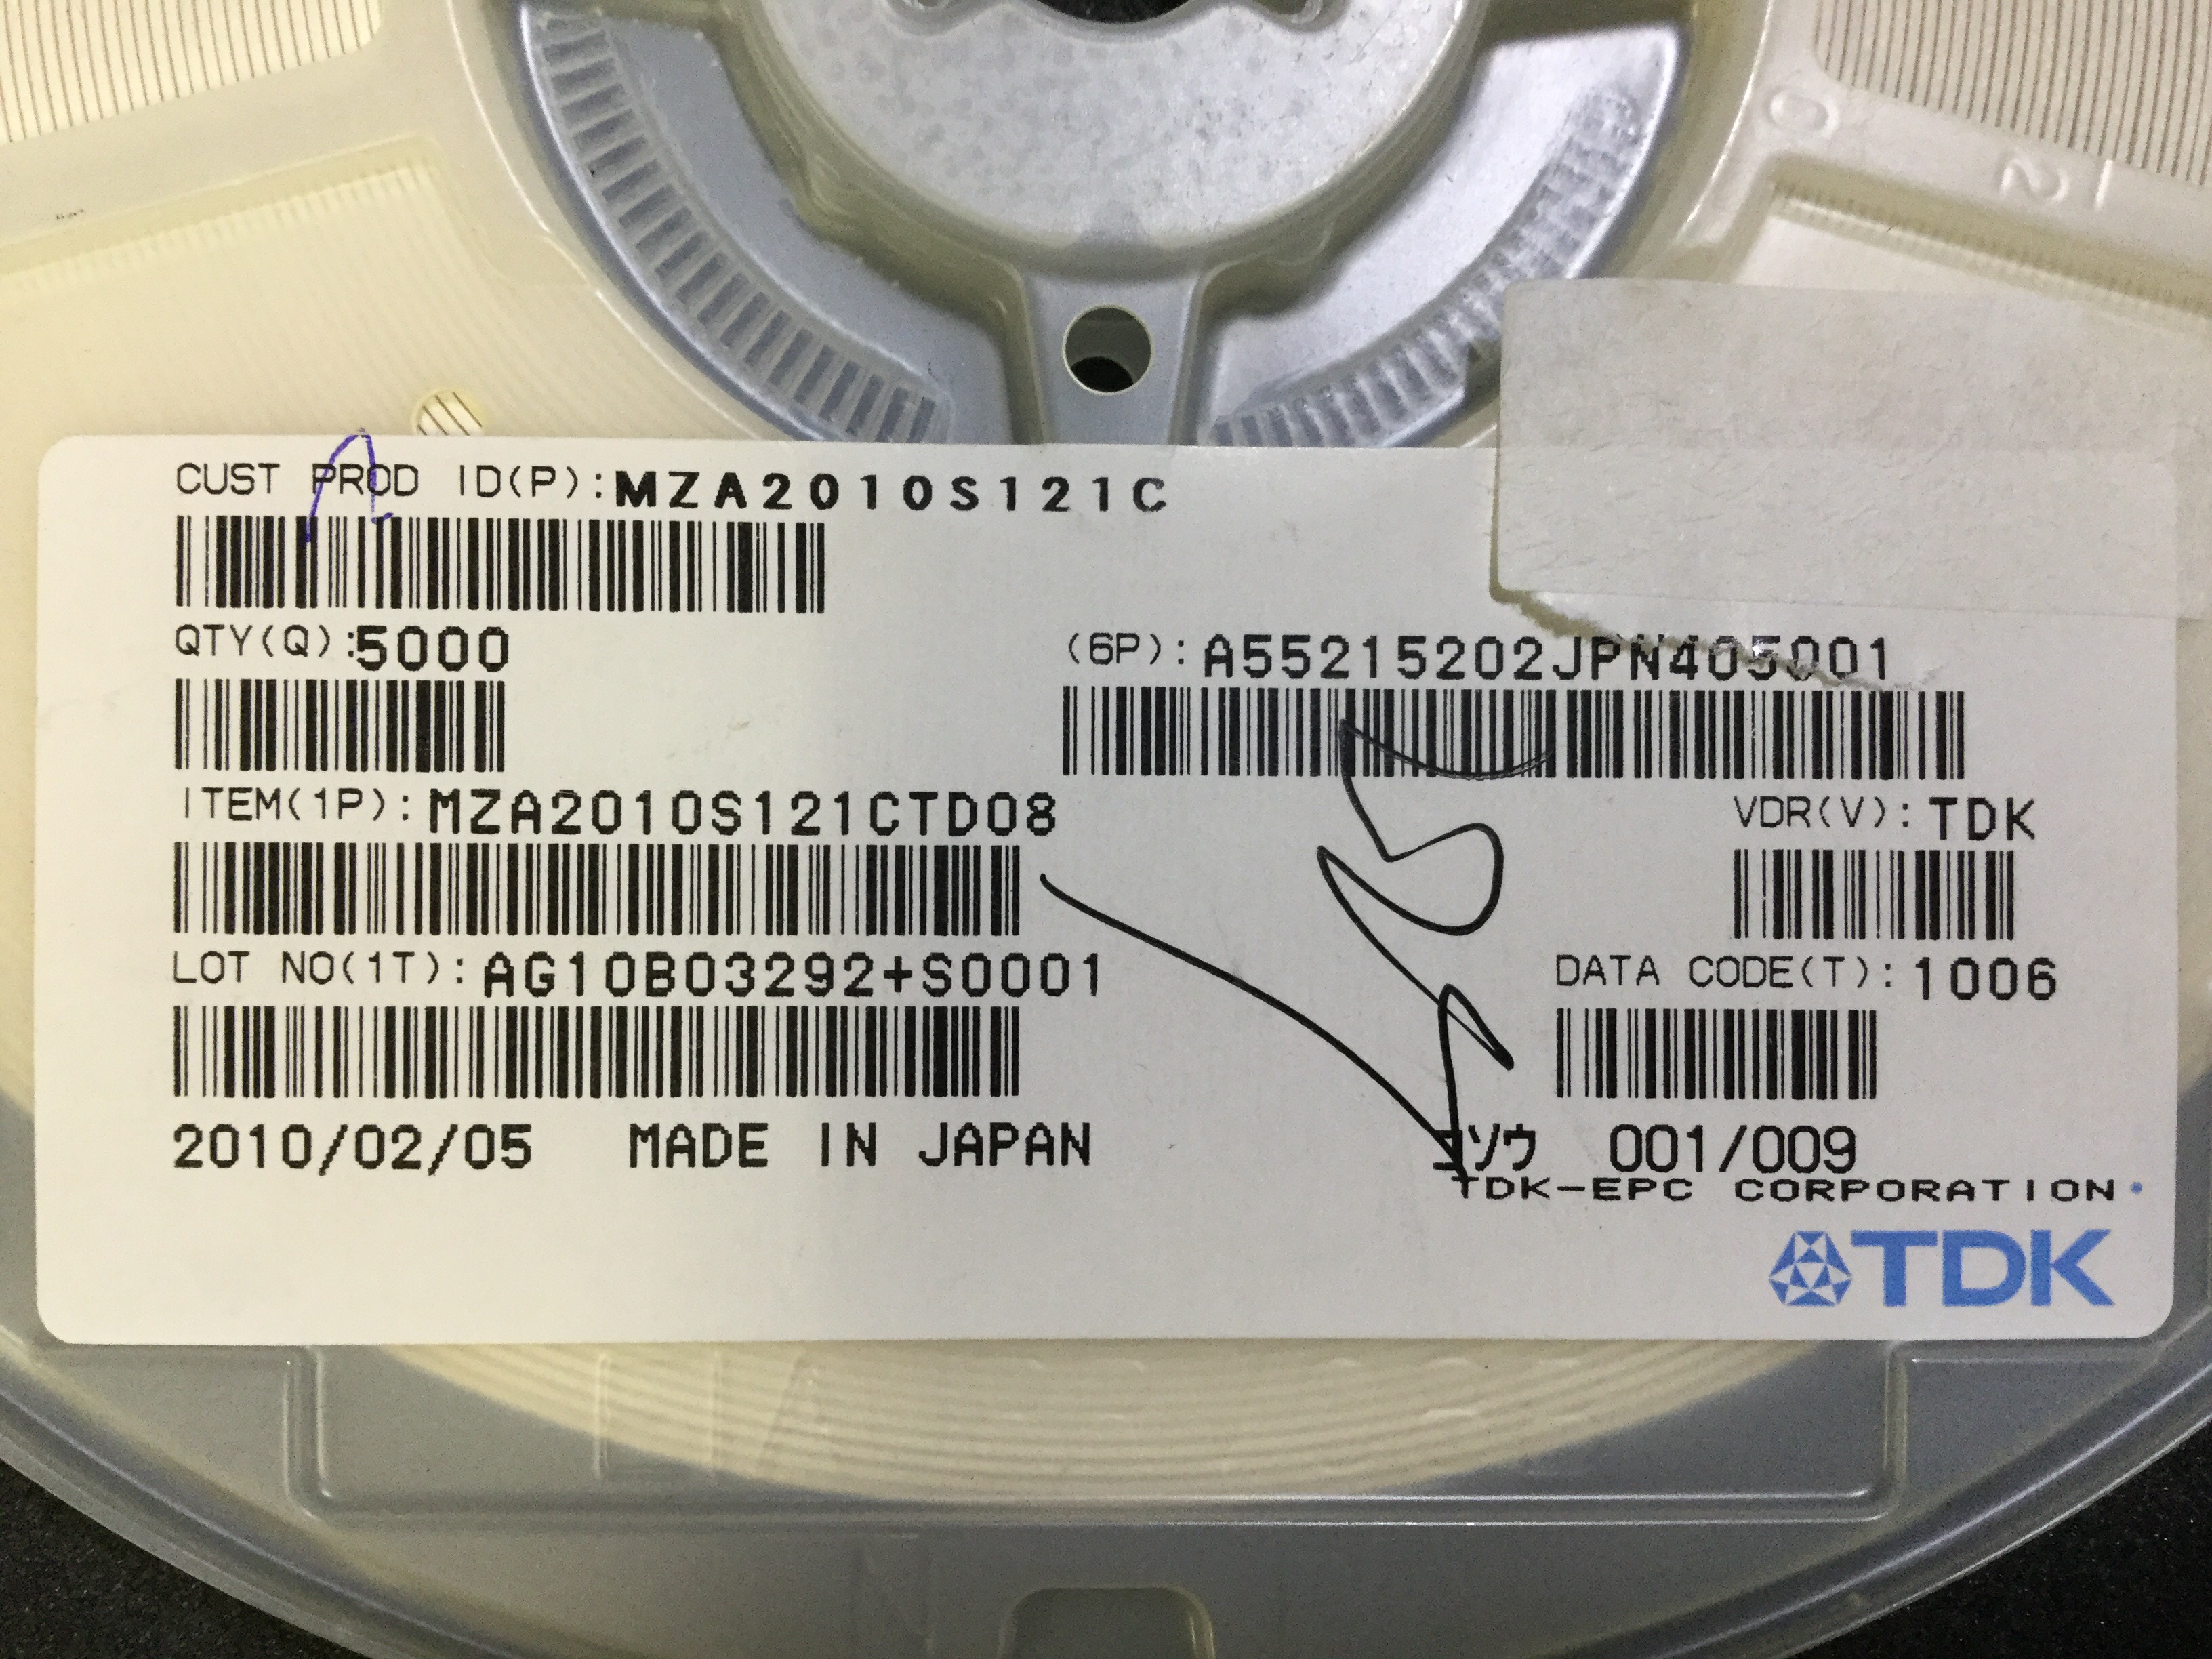 CUST PROD ID(P):MZA2010S121C
QTY(Q):5000
(6P):A55215202JPN405001
ITEM(1P):MZA2010S121CTD08
VDR(V):TDK
LOT NO(1T):AG10B03292+S0001
DATA CODE(T):1006
2010/02/05 MADE IN JAPAN
コソウ 001/009
TDK-EPC CORPORATION
TDK